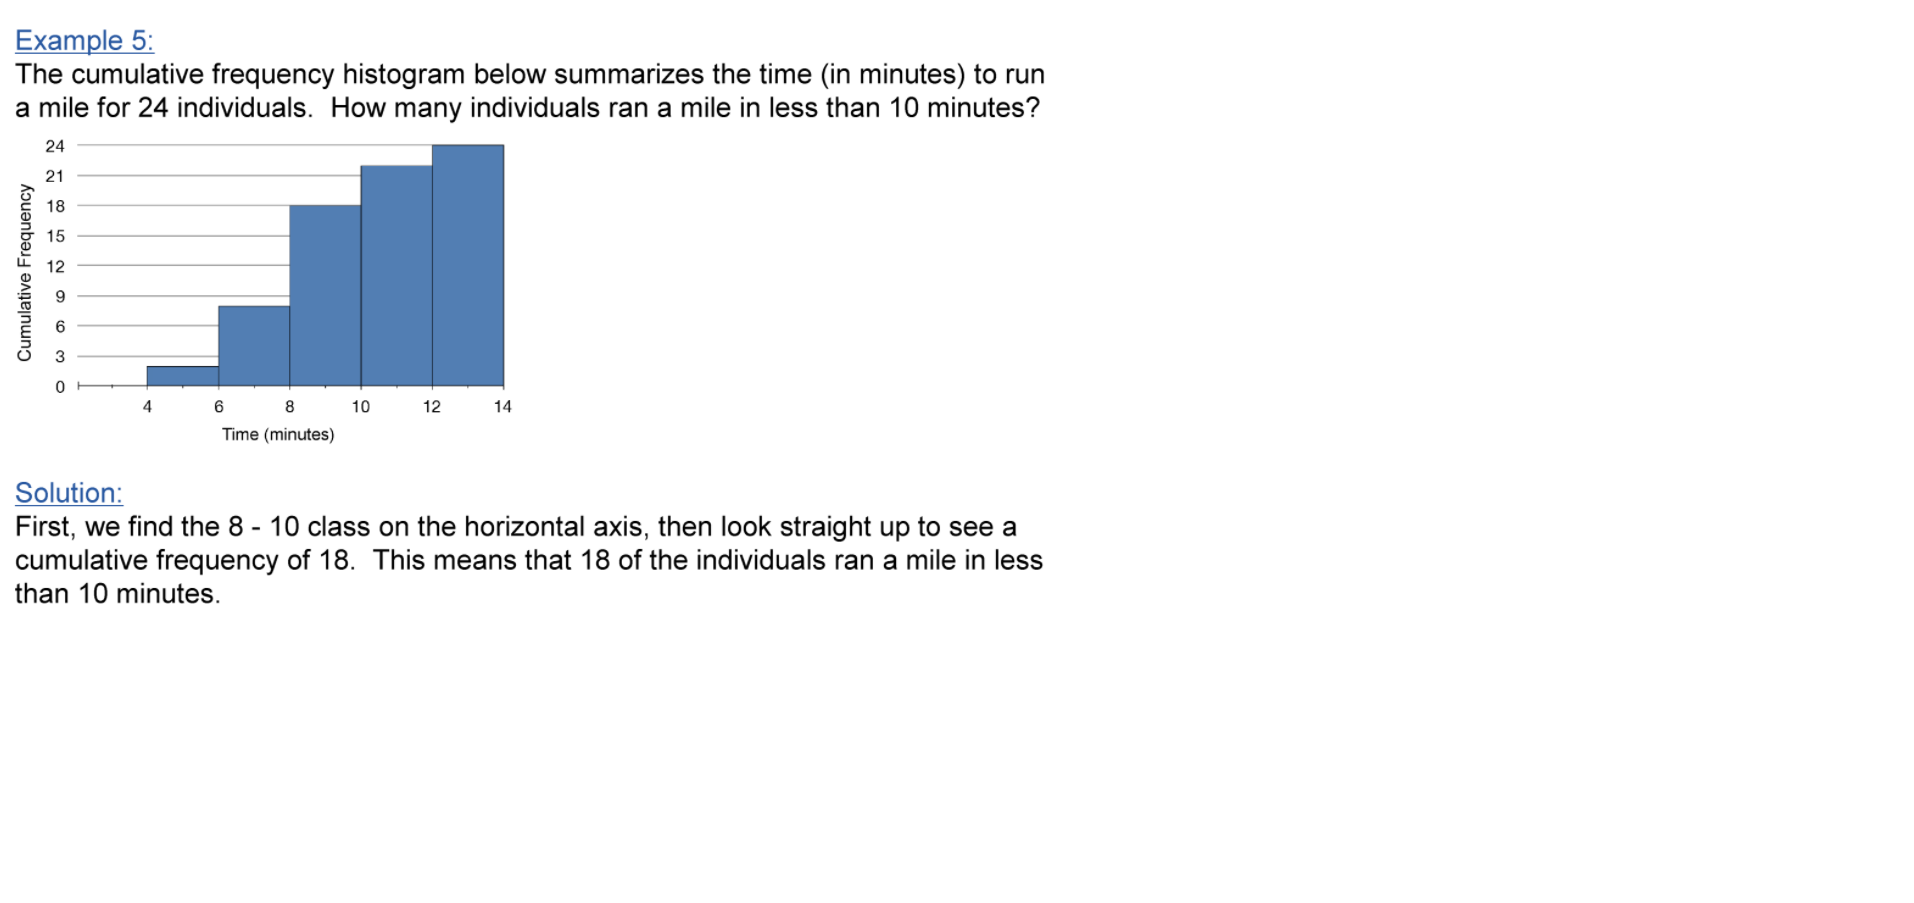 Example 5:
The cumulative frequency histogram below summarizes the time (in minutes) to run
a mile for 24 individuals.  How many individuals ran a mile in less than 10 minutes?
24
21
18
15
12
9
6
3
0
Cumulative Frequency
4 6 8 10 12 14
Time (minutes)
Solution:
First, we find the 8 - 10 class on the horizontal axis, then look straight up to see a
cumulative frequency of 18.  This means that 18 of the individuals ran a mile in less
than 10 minutes.